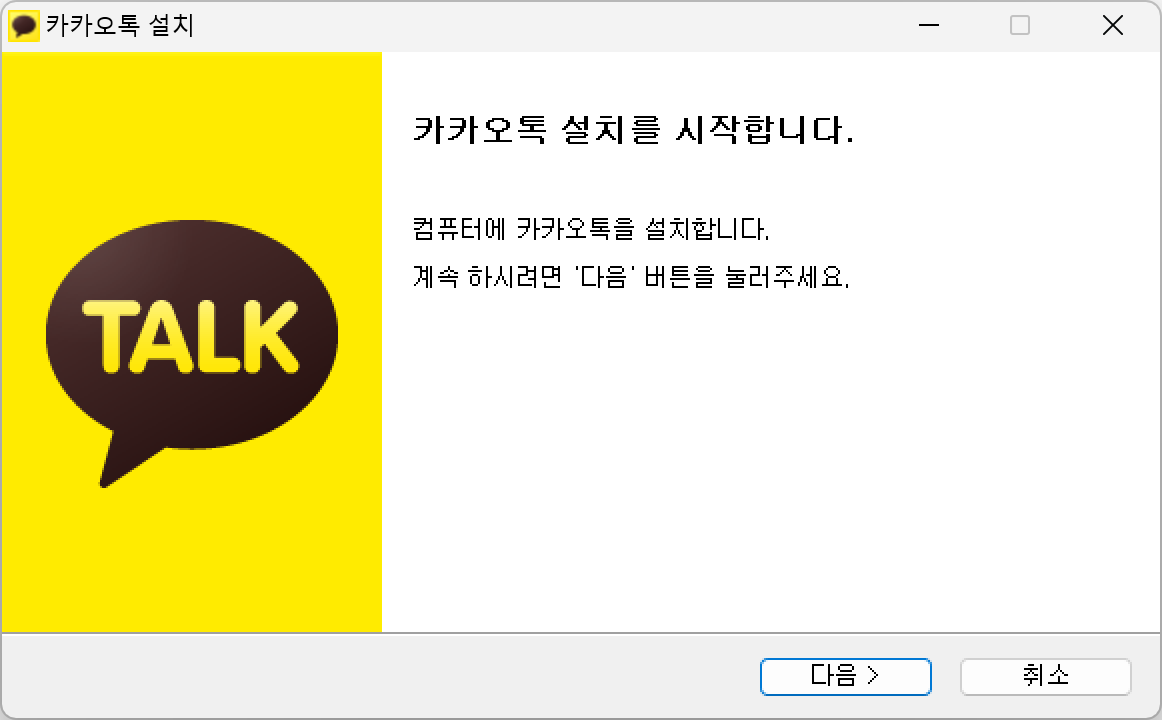 카카오톡 설치
카카오톡 설치를 시작합니다.
컴퓨터에 카카오톡을 설치합니다.
계속 하시려면 '다음' 버튼을 눌러주세요.
TALK
다음 >
취소